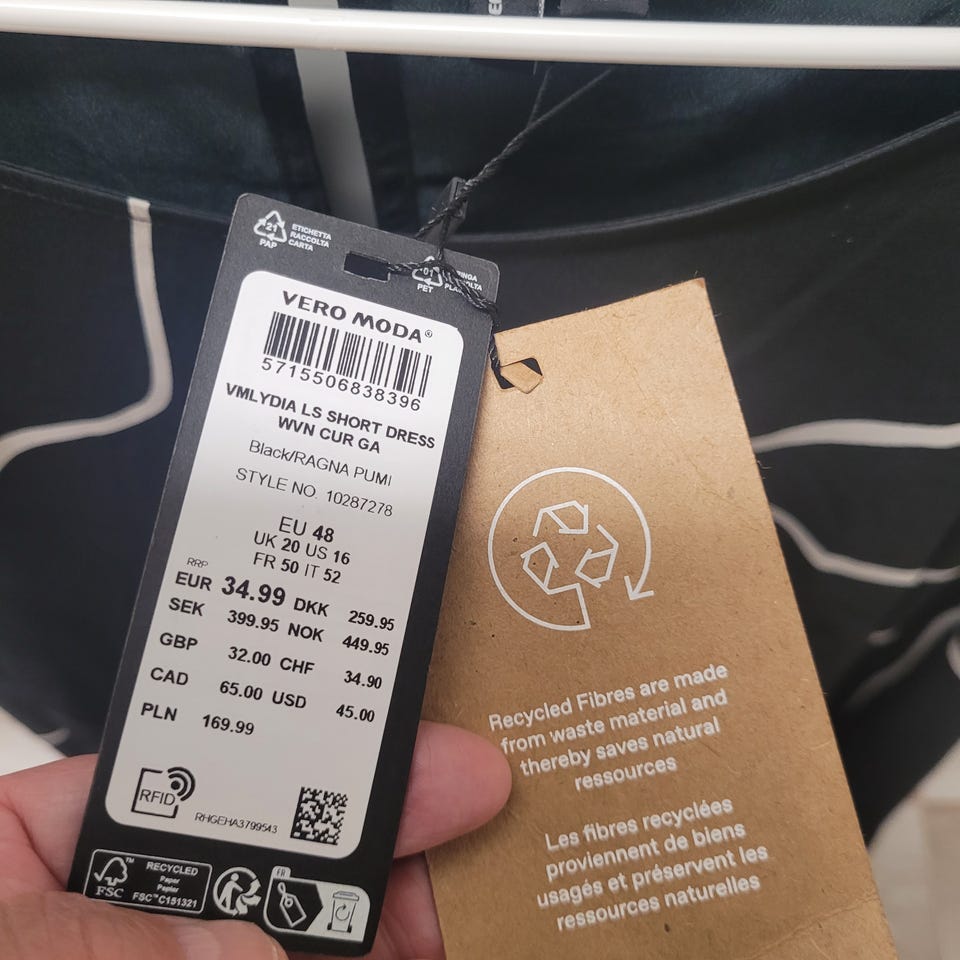 21
PAP
ETICHETTA
RACCOLTA
CARTA
01
PET
VERO MODA®
5715506838396
VMLYDIA LS SHORT DRESS
WVN CUR GA
Black/RAGNA PUMI
STYLE NO. 10287278
EU 48
UK 20 US 16
FR 50 IT 52
RRP
EUR 34.99 DKK 259.95
SEK 399.95 NOK 449.95
GBP 32.00 CHF 34.90
CAD 65.00 USD 45.00
PLN 169.99
RFID
RHGEHA3799543
FSC™
RECYCLED
Paper
Papier
FSC™C151321
FR
Recycled Fibres are made
from waste material and
thereby saves natural
ressources
Les fibres recyclées
proviennent de biens
usagés et préservent les
ressources naturelles